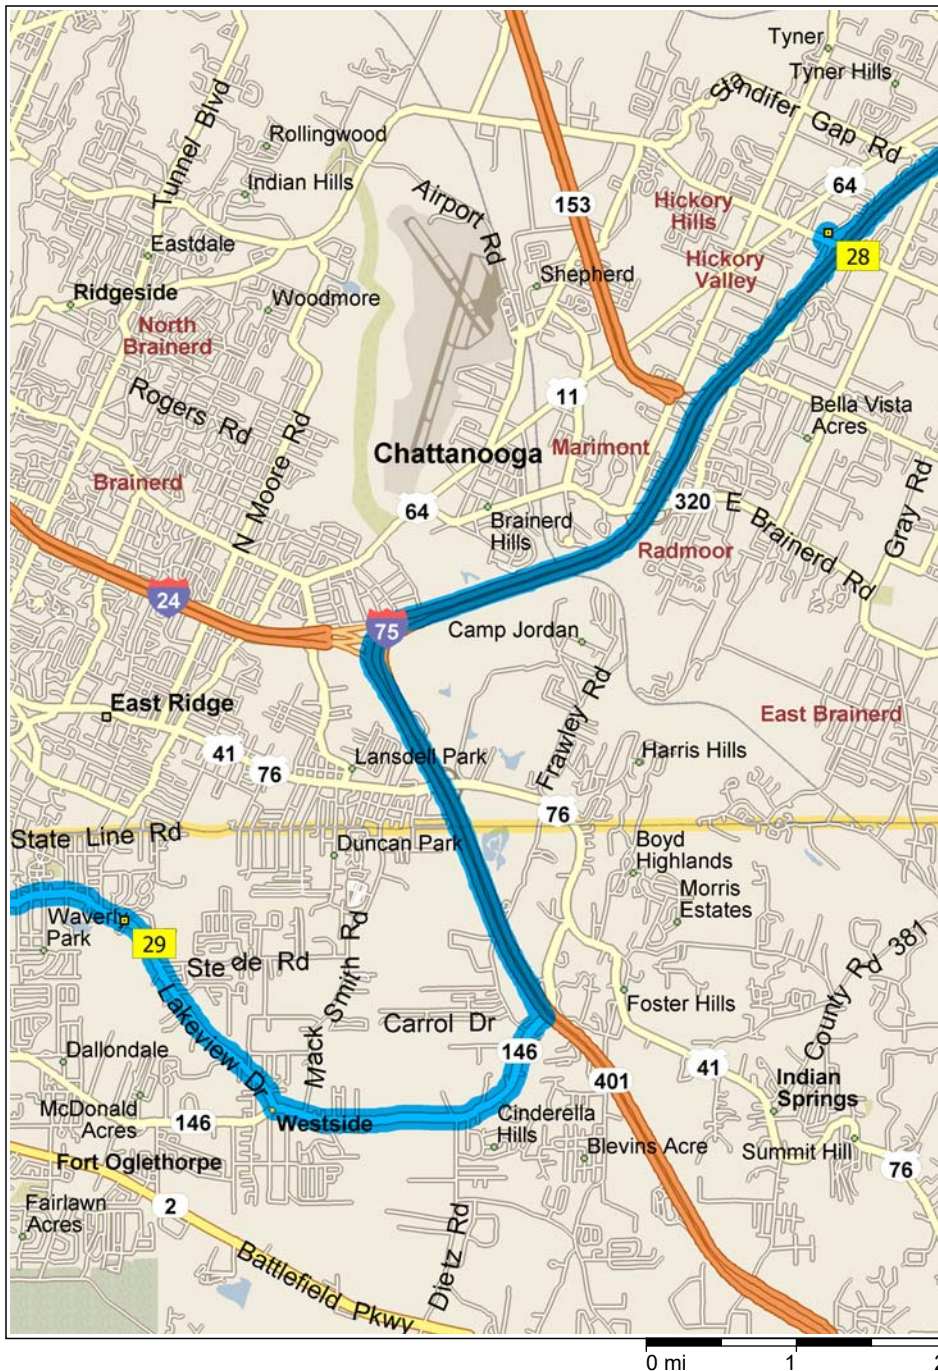 Tyner
Tyner Hills
Standifer Gap Rd
Tunnel Blvd
Rollingwood
Indian Hills
Airport Rd
153
64
Hickory
Hills
28
Eastdale
Hickory
Valley
Shepherd
Ridgeside
Woodmore
North
Brainerd
Rogers Rd
11
Bella Vista
Acres
N Moore Rd
Chattanooga
Marimont
Brainerd
64
Brainerd
Hills
320
E Brainerd Rd
Gray Rd
Radmoor
24
75
Camp Jordan
East Ridge
Frawley Rd
East Brainerd
41
76
Lansdell Park
Harris Hills
76
State Line Rd
Duncan Park
Boyd
Highlands
Morris
Estates
Waverly
Park
29
Steele Rd
Mack Smith Rd
County Rd 381
Lakeview Dr
Carrol Dr
Foster Hills
Dallondale
146
41
401
Indian
Springs
McDonald
Acres
146
Westside
Cinderella
Hills
Blevins Acre
Summit Hill
76
Fort Oglethorpe
2
Fairlawn
Acres
Battlefield Pkwy
Dietz Rd
0 mi 1 2